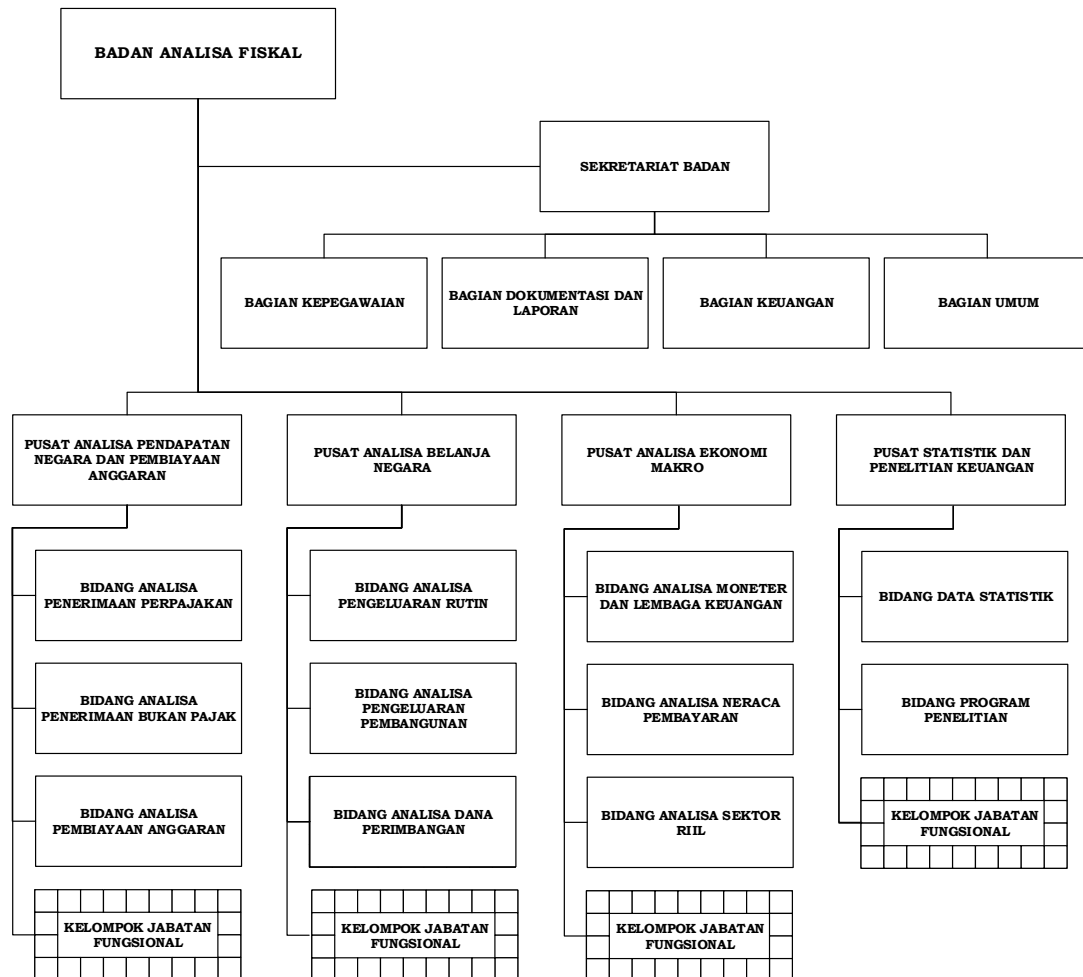 BADAN ANALISA FISKAL
SEKRETARIAT BADAN
BAGIAN KEPEGAWAIAN
BAGIAN DOKUMENTASI DAN
LAPORAN
BAGIAN KEUANGAN
BAGIAN UMUM
PUSAT ANALISA PENDAPATAN
NEGARA DAN PEMBIAYAAN
ANGGARAN
PUSAT ANALISA BELANJA
NEGARA
PUSAT ANALISA EKONOMI
MAKRO
PUSAT STATISTIK DAN
PENELITIAN KEUANGAN
BIDANG ANALISA
PENERIMAAN PERPAJAKAN
BIDANG ANALISA
PENGELUARAN RUTIN
BIDANG ANALISA MONETER
DAN LEMBAGA KEUANGAN
BIDANG DATA STATISTIK
BIDANG ANALISA
PENERIMAAN BUKAN PAJAK
BIDANG ANALISA
PENGELUARAN
PEMBANGUNAN
BIDANG ANALISA NERACA
PEMBAYARAN
BIDANG PROGRAM
PENELITIAN
BIDANG ANALISA
PEMBIAYAAN ANGGARAN
BIDANG ANALISA DANA
PERIMBANGAN
BIDANG ANALISA SEKTOR
RIIL
KELOMPOK JABATAN
FUNGSIONAL
KELOMPOK JABATAN
FUNGSIONAL
KELOMPOK JABATAN
FUNGSIONAL
KELOMPOK JABATAN
FUNGSIONAL